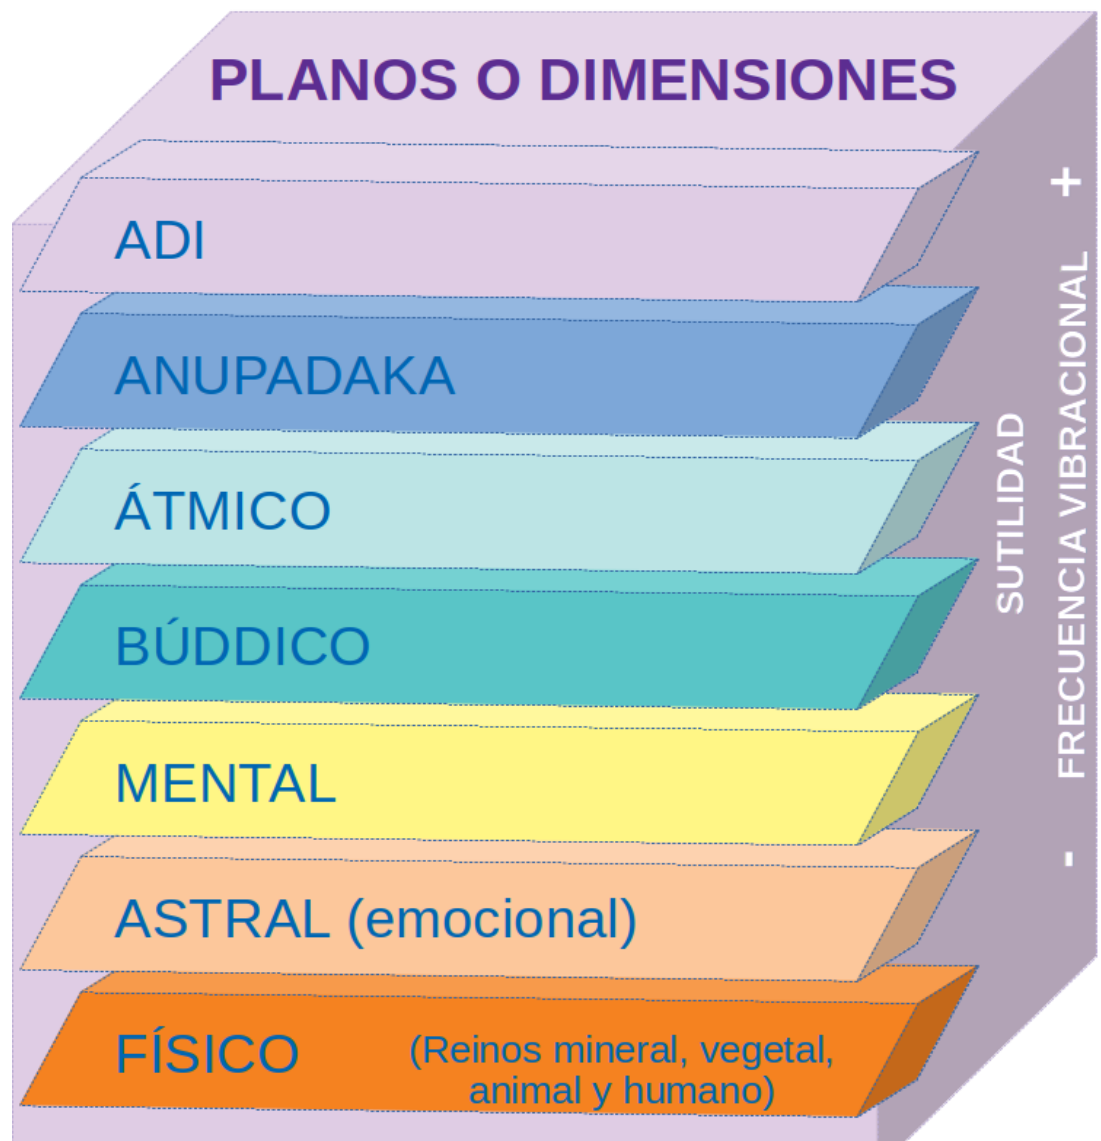 PLANOS O DIMENSIONES
ADI
ANUPADAKA
ÁTMICO
BÚDDICO
MENTAL
ASTRAL (emocional)
FÍSICO
(Reinos mineral, vegetal,
animal y humano)
SUTILIDAD
- FRECUENCIA VIBRACIONAL +